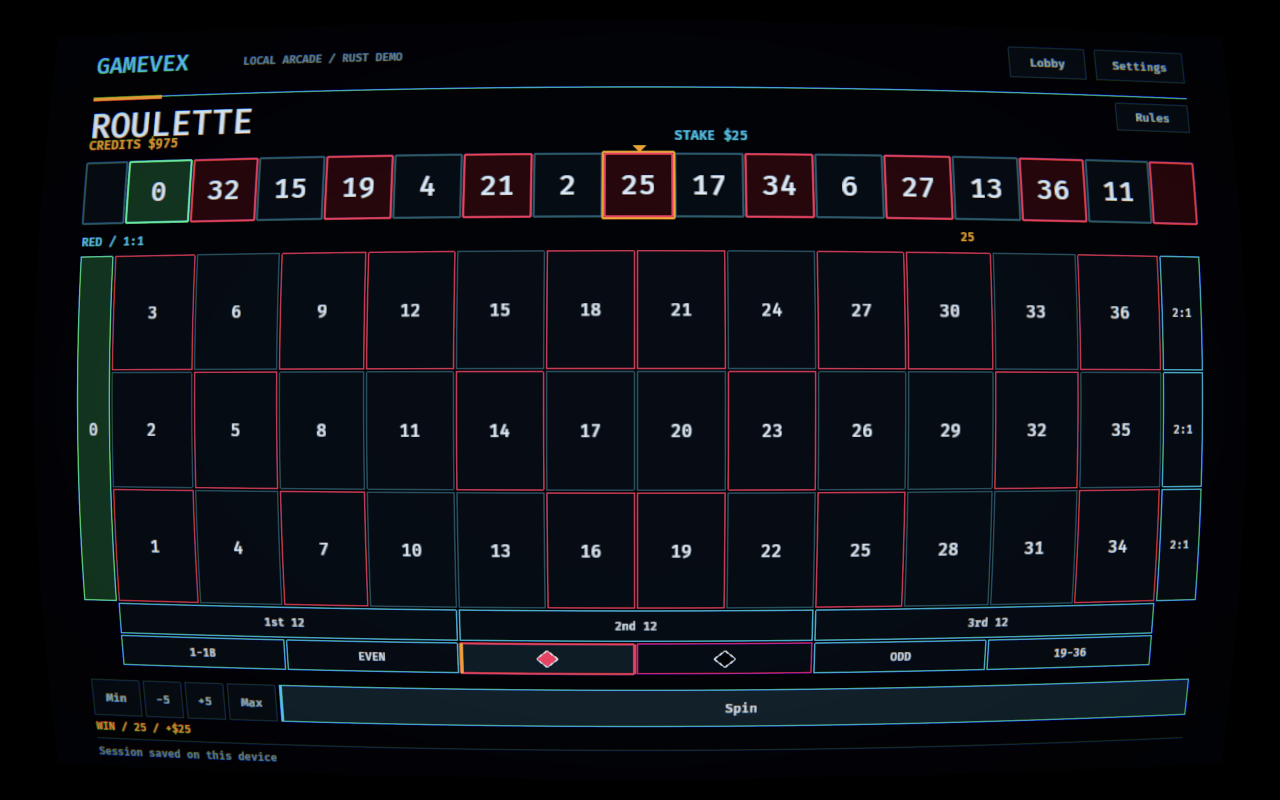 GAMEVEX LOCAL ARCADE / RUST DEMO Lobby Settings
ROULETTE Rules
CREDITS $975 STAKE $25
0 32 15 19 4 21 2 25 17 34 6 27 13 36 11
RED / 1:1 25
3 6 9 12 15 18 21 24 27 30 33 36 2:1
0 2 5 8 11 14 17 20 23 26 29 32 35 2:1
1 4 7 10 13 16 19 22 25 28 31 34 2:1
1st 12 2nd 12 3rd 12
1-18 EVEN ODD 19-36
Min -5 +5 Max Spin
WIN / 25 / +$25
Session saved on this device